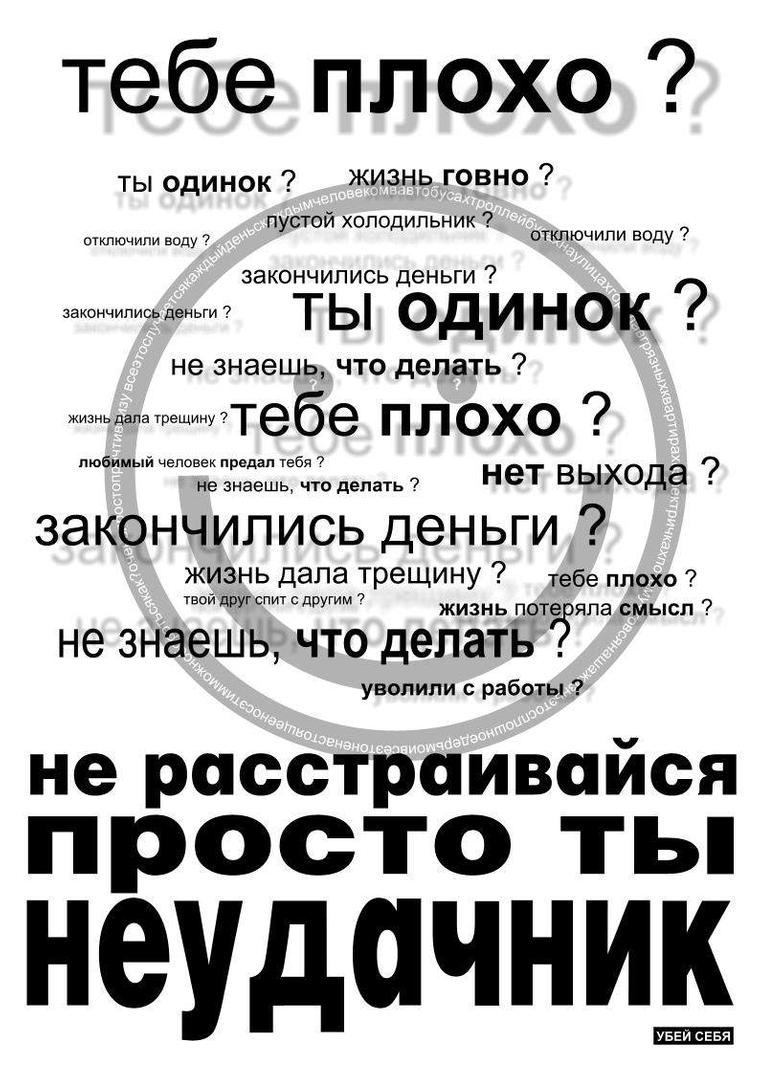 тебе плохо ?
ты одинок ? жизнь говно ?
пустой холодильник ?
отключили воду ? отключили воду ?
закончились деньги ?
закончились деньги ? ты одинок ?
не знаешь, что делать ?
? ?
жизнь дала трещину ? тебе плохо ?
любимый человек предал тебя ? нет выхода ?
не знаешь, что делать ?
закончились деньги ?
жизнь дала трещину ? тебе плохо ?
твой друг спит с другим ? жизнь потеряла смысл ?
не знаешь, что делать ?
уволили с работы ?
не расстраивайся
просто ты
неудачник
УБЕЙ СЕБЯ